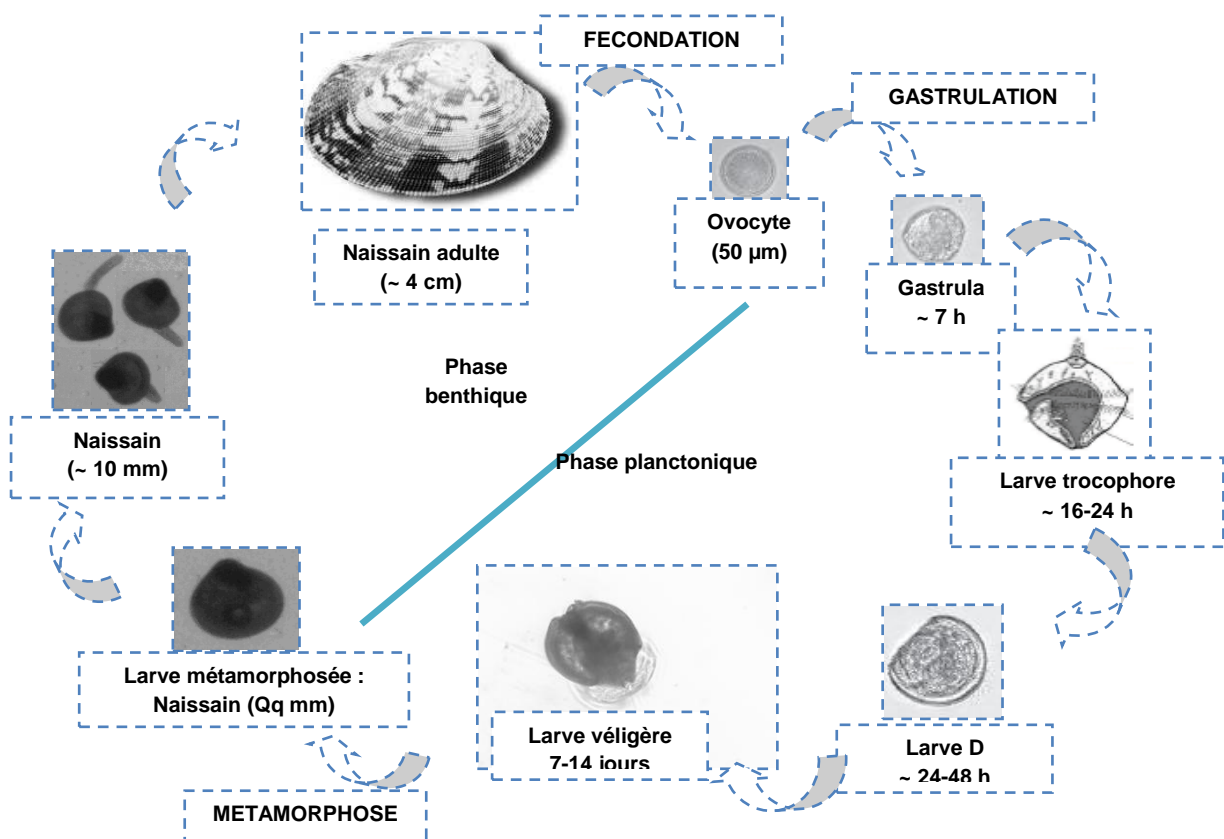 FECONDATION
GASTRULATION
Ovocyte
(50 µm)
Naissain adulte
(~ 4 cm)
Gastrula
~ 7 h
Phase
benthique
Naissain
(~ 10 mm)
Phase planctonique
Larve trocophore
~ 16-24 h
Larve métamorphosée :
Naissain (Qq mm)
Larve véligère
7-14 jours
Larve D
~ 24-48 h
METAMORPHOSE